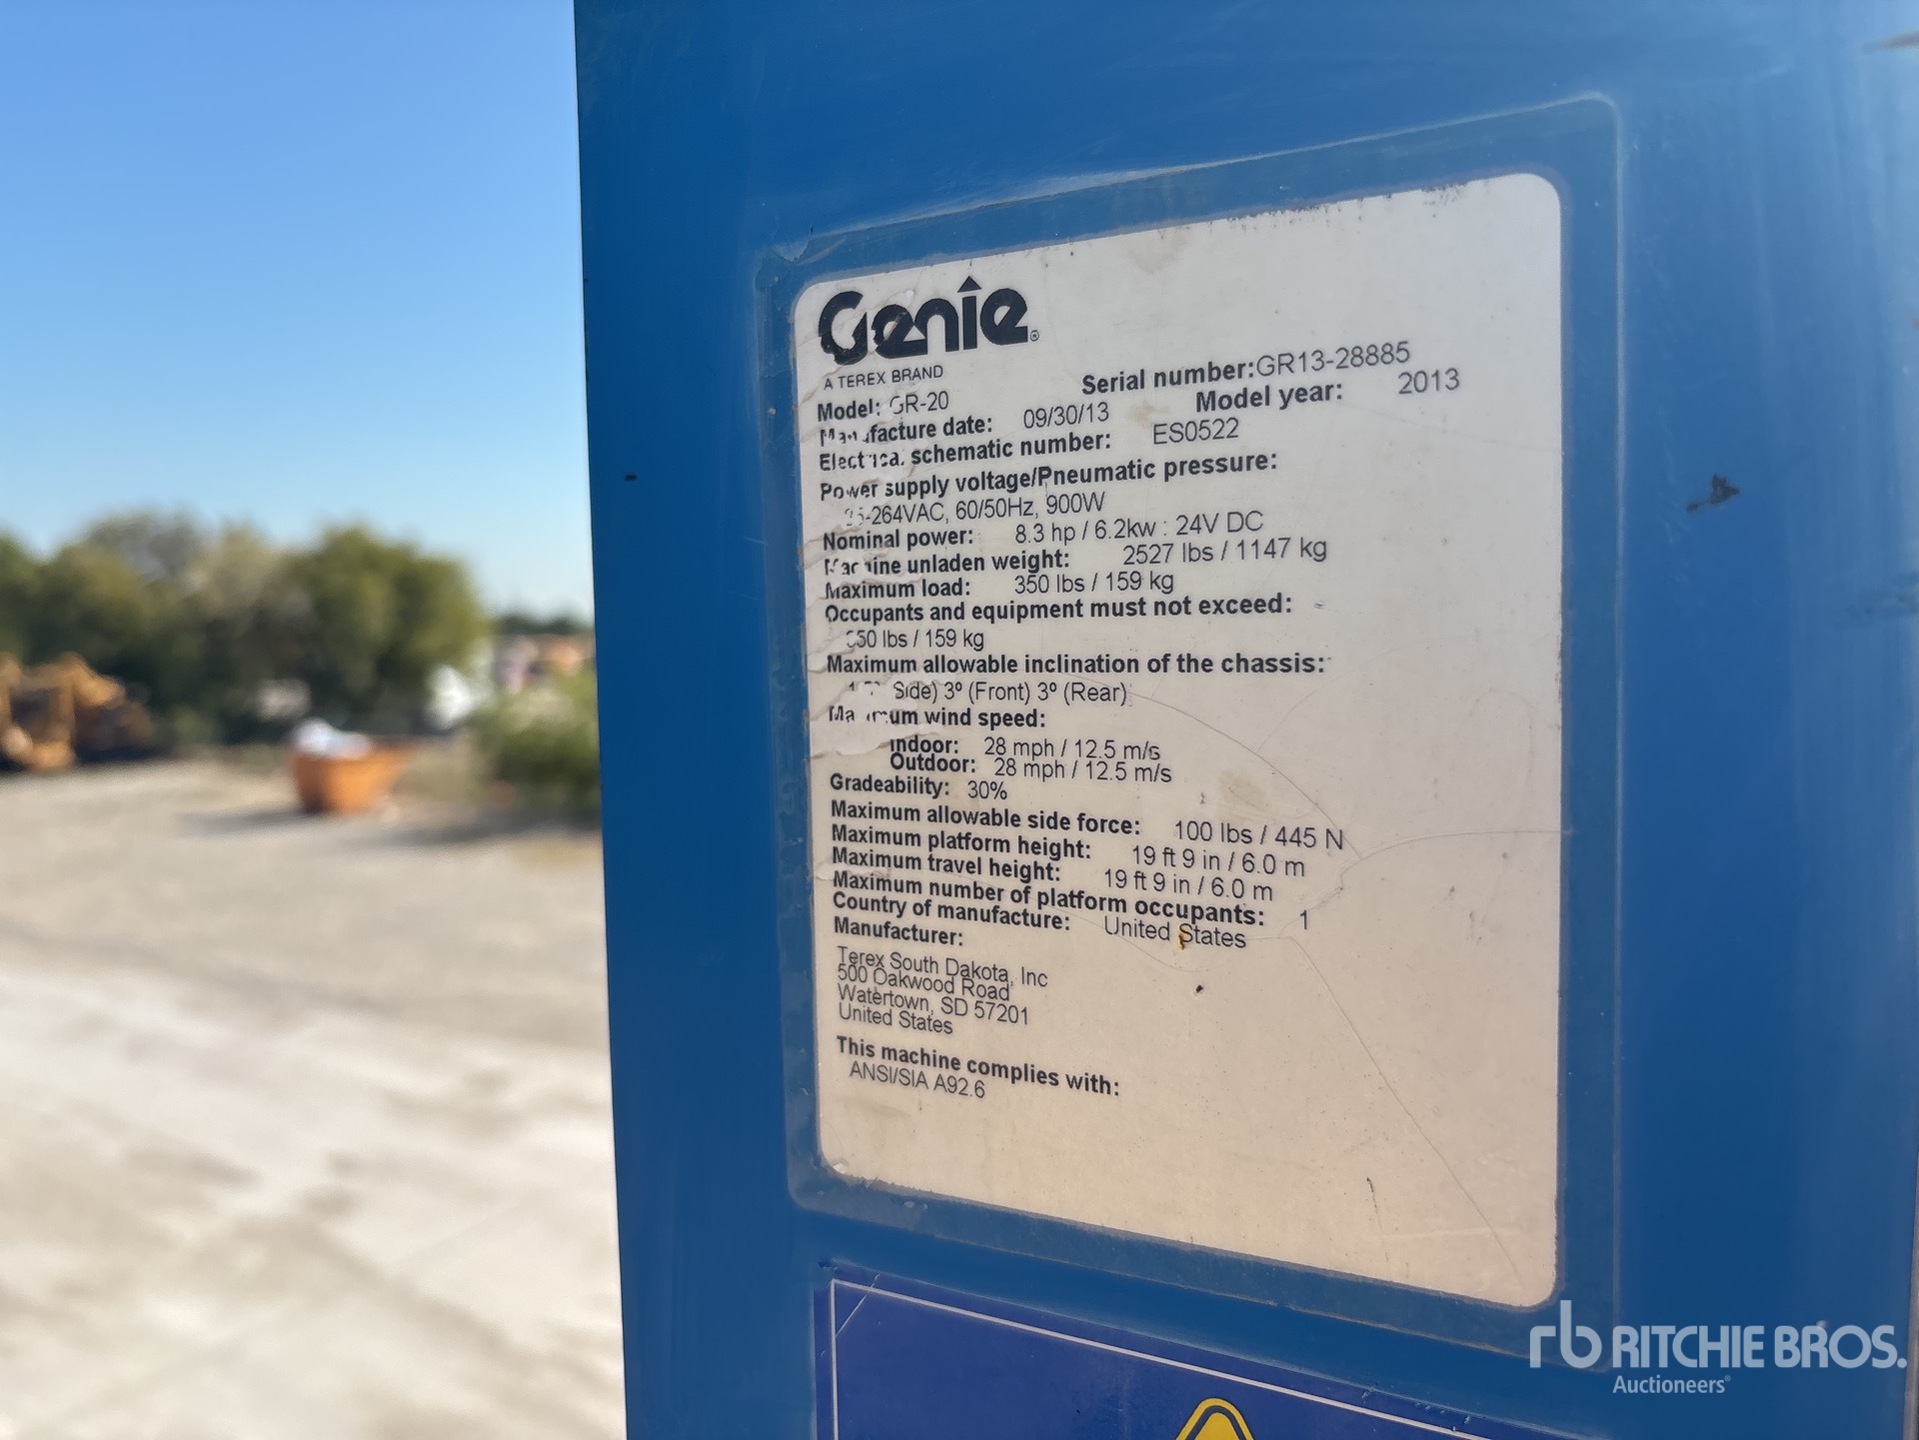 Genie®
A TEREX BRAND
Serial number: GR13-28885
Model: GR-20
Model year: 2013
Manufacture date: 09/30/13
Electrical schematic number: ES0522
Power supply voltage/Pneumatic pressure:
-264VAC, 60/50Hz, 900W
Nominal power: 8.3 hp / 6.2kw : 24V DC
Machine unladen weight: 2527 lbs / 1147 kg
Maximum load: 350 lbs / 159 kg
Occupants and equipment must not exceed:
350 lbs / 159 kg
Maximum allowable inclination of the chassis:
Side) 3º (Front) 3º (Rear)
Maximum wind speed:
Indoor: 28 mph / 12.5 m/s
Outdoor: 28 mph / 12.5 m/s
Gradeability: 30%
Maximum allowable side force: 100 lbs / 445 N
Maximum platform height: 19 ft 9 in / 6.0 m
Maximum travel height: 19 ft 9 in / 6.0 m
Maximum number of platform occupants: 1
Country of manufacture: United States
Manufacturer:
Terex South Dakota, Inc
500 Oakwood Road
Watertown, SD 57201
United States
This machine complies with:
ANSI/SIA A92.6
rb RITCHIE BROS.
Auctioneers®